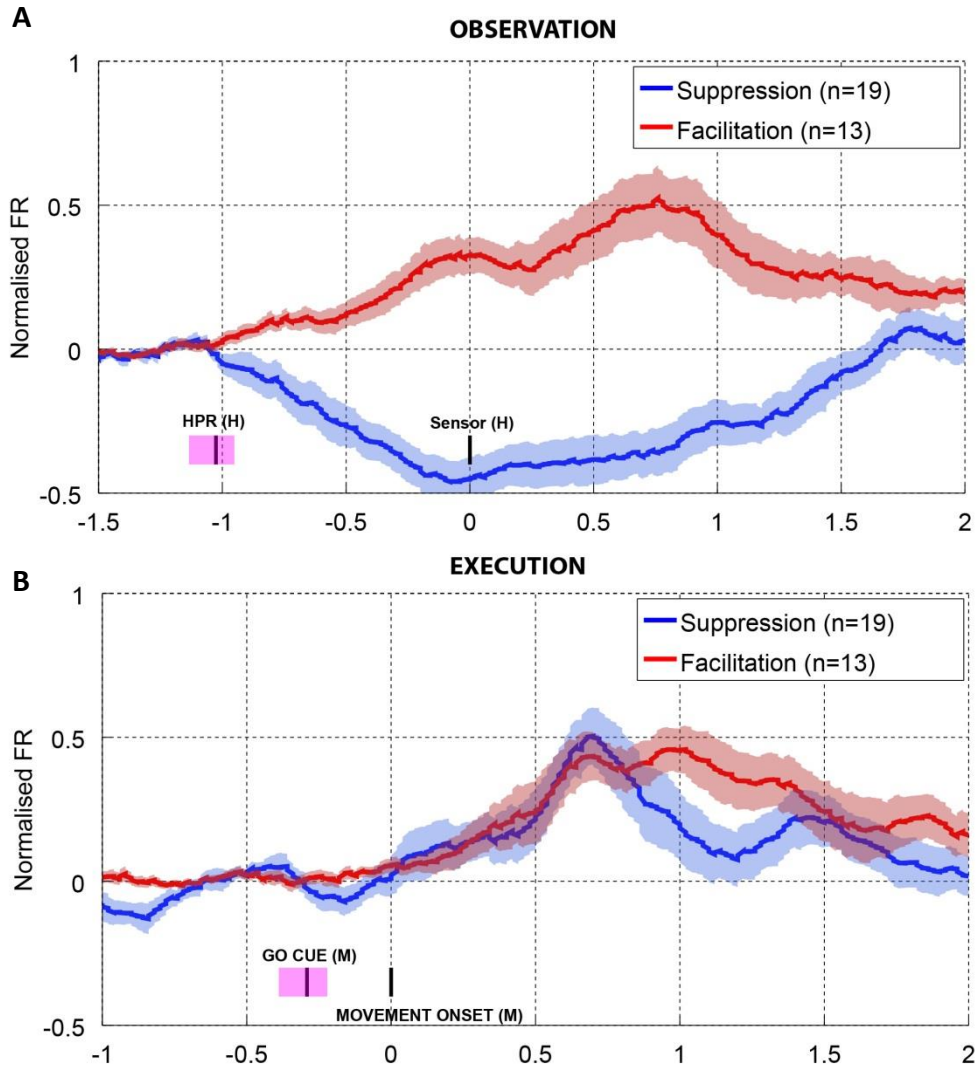 A
OBSERVATION
1
0.5
0
-0.5
Normalised FR
Suppression (n=19)
Facilitation (n=13)
HPR (H)
Sensor (H)
-1.5 -1 -0.5 0 0.5 1 1.5 2
B
EXECUTION
1
0.5
0
-0.5
Normalised FR
Suppression (n=19)
Facilitation (n=13)
GO CUE (M)
MOVEMENT ONSET (M)
-1 -0.5 0 0.5 1 1.5 2